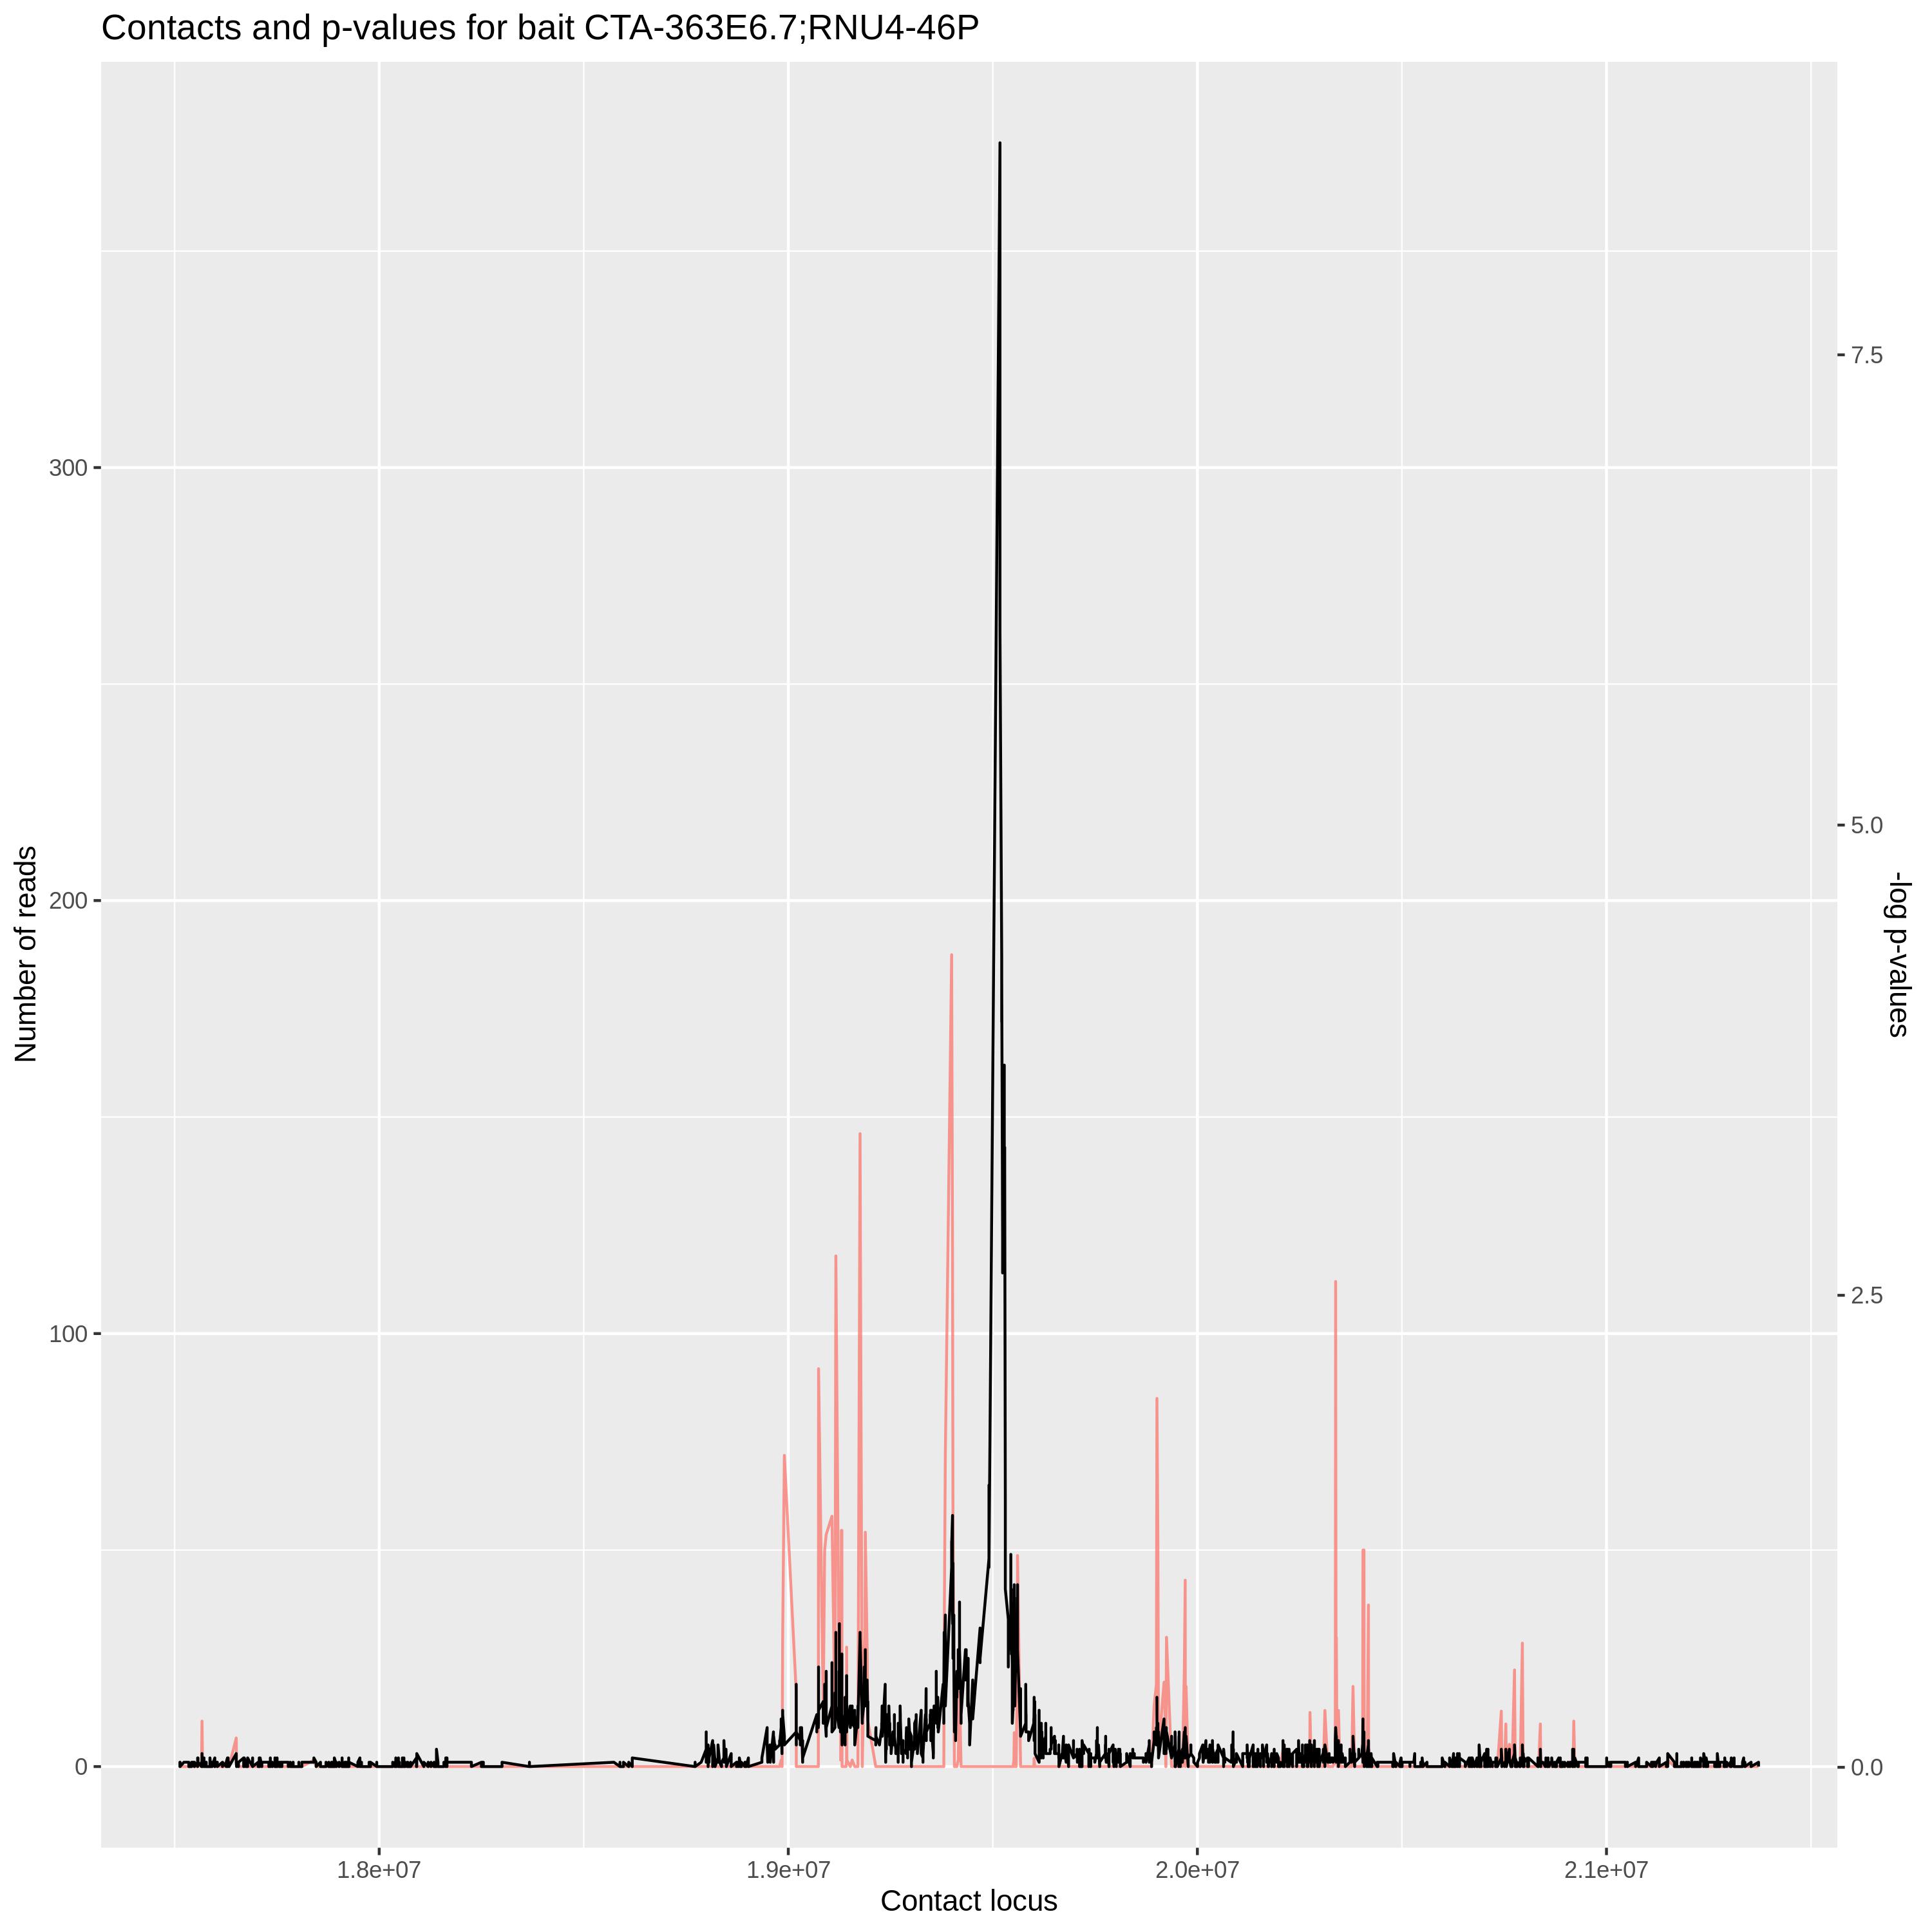 Contacts and p-values for bait CTA-363E6.7;RNU4-46P
Number of reads
300
200
100
0
7.5
5.0
2.5
0.0
-log p-values
1.8e+07 1.9e+07 2.0e+07 2.1e+07
Contact locus